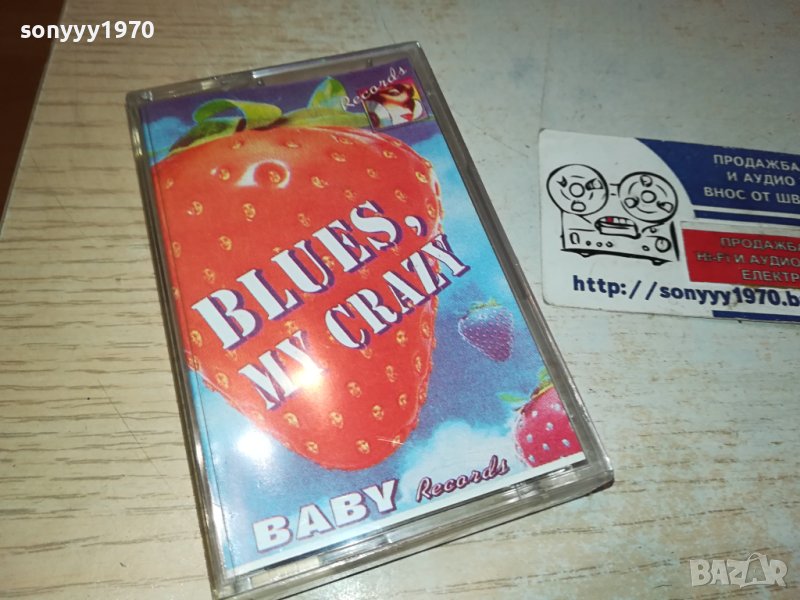 sonyyy1970
Records
BLUES,
MY CRAZY
BABY Records
ПРОДАЖБА
И АУДИО
ВНОС ОТ ШВ
ПРОДАЖБА
HI-FI И АУДИО
ЕЛЕКТР
http://sonyyy1970.b
BAZAR